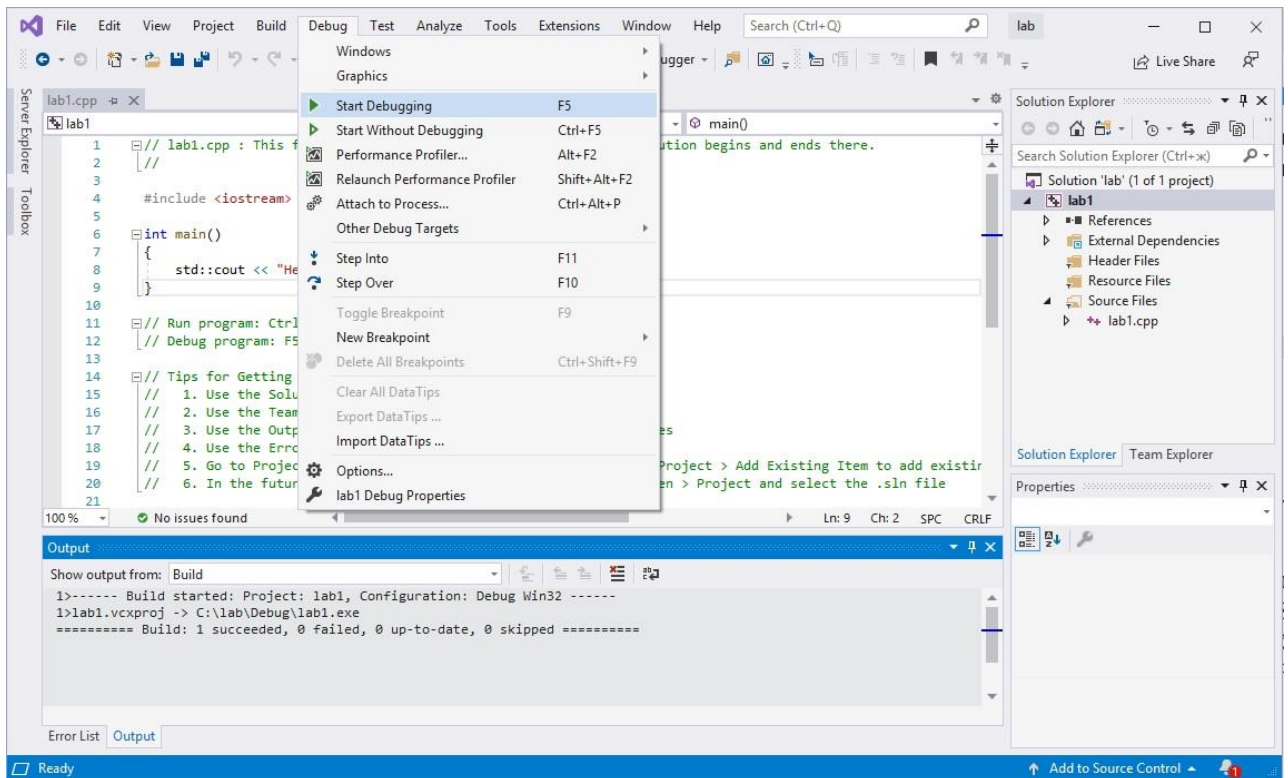 File Edit View Project Build Debug Test Analyze Tools Extensions Window Help Search (Ctrl+Q) lab
ugger Live Share
Server Explorer
Toolbox
lab1.cpp
lab1 main()
Windows
Graphics
Start Debugging F5
Start Without Debugging Ctrl+F5
Performance Profiler... Alt+F2
Relaunch Performance Profiler Shift+Alt+F2
Attach to Process... Ctrl+Alt+P
Other Debug Targets
Step Into F11
Step Over F10
Toggle Breakpoint F9
New Breakpoint
Delete All Breakpoints Ctrl+Shift+F9
Clear All DataTips
Export DataTips ...
Import DataTips ...
Options...
lab1 Debug Properties
1 // lab1.cpp : This f ution begins and ends there.
2 //
3
4 #include <iostream>
5
6 int main()
7 {
8 std::cout << "He
9 }
10
11 // Run program: Ctrl
12 // Debug program: F5
13
14 // Tips for Getting
15 // 1. Use the Solu
16 // 2. Use the Team
17 // 3. Use the Outp es
18 // 4. Use the Erro
19 // 5. Go to Projec Project > Add Existing Item to add existin
20 // 6. In the futur en > Project and select the .sln file
21
100 % No issues found Ln: 9 Ch: 2 SPC CRLF
Output
Show output from: Build
1>------ Build started: Project: lab1, Configuration: Debug Win32 ------
1>lab1.vcxproj -> C:\lab\Debug\lab1.exe
========== Build: 1 succeeded, 0 failed, 0 up-to-date, 0 skipped ==========
Error List Output
Solution Explorer
Search Solution Explorer (Ctrl+ж)
Solution 'lab' (1 of 1 project)
lab1
References
External Dependencies
Header Files
Resource Files
Source Files
lab1.cpp
Solution Explorer Team Explorer
Properties
Ready Add to Source Control 1